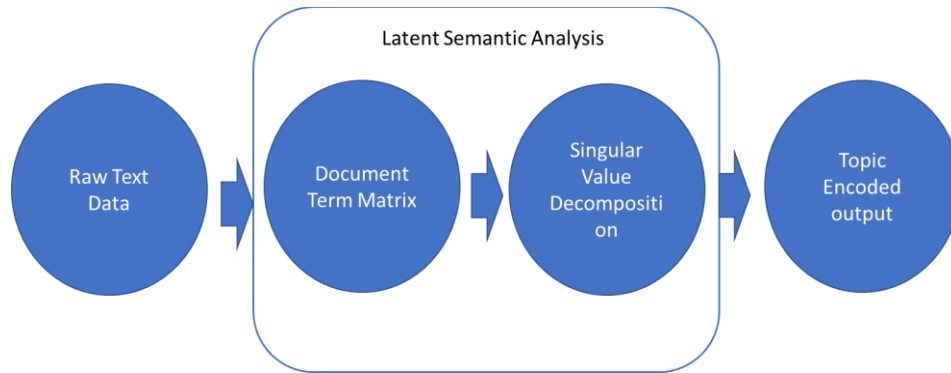 Latent Semantic Analysis
Raw Text
Data
Document
Term Matrix
Singular
Value
Decompositi
on
Topic
Encoded
output